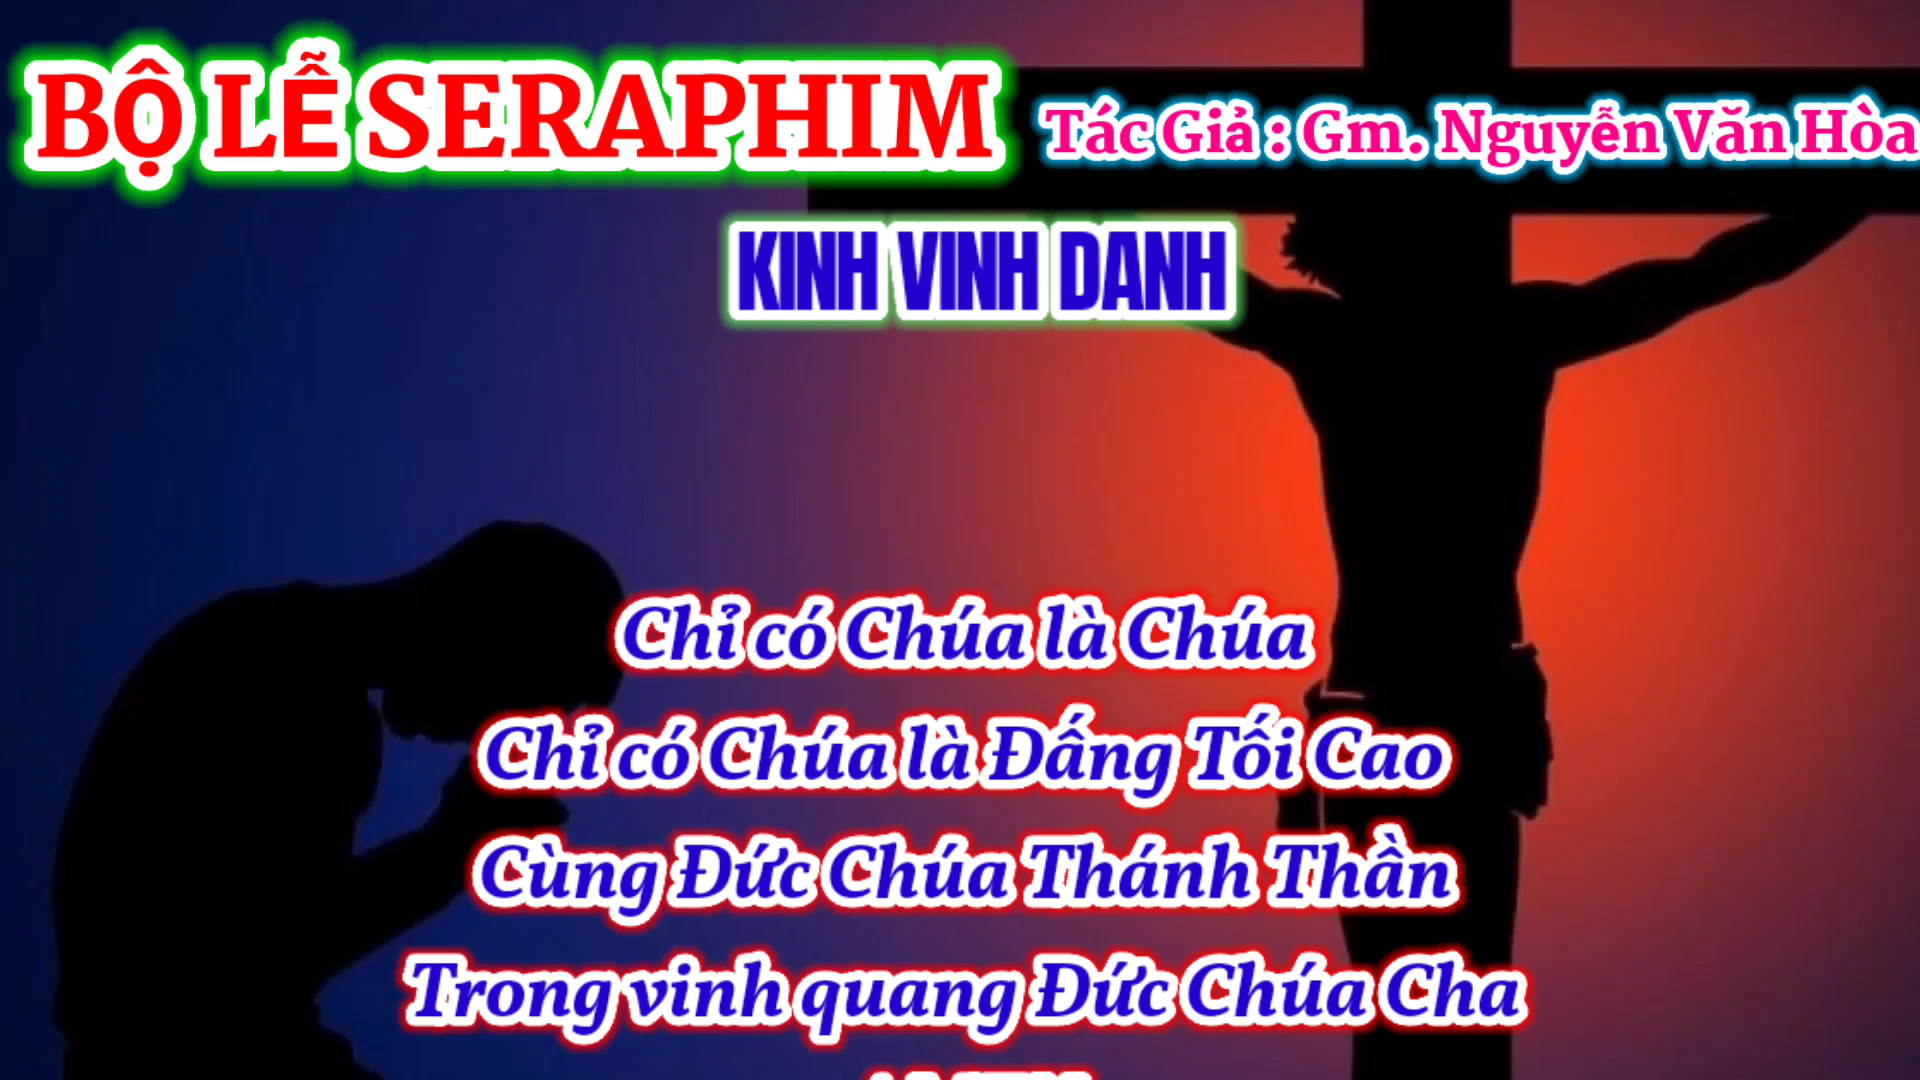 BỘ LỄ SERAPHIM
Tác Giả : Gm. Nguyễn Văn Hòa
KINH VINH DANH
Chỉ có Chúa là Chúa
Chỉ có Chúa là Đấng Tối Cao
Cùng Đức Chúa Thánh Thần
Trong vinh quang Đức Chúa Cha